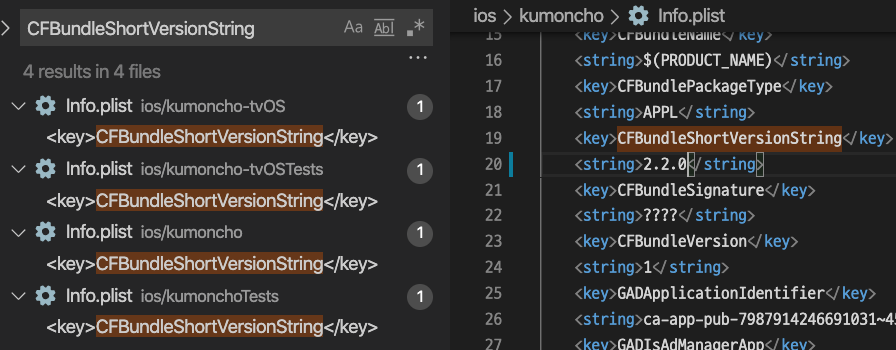 CFBundleShortVersionString
Aa Abl .*
4 results in 4 files
Info.plist ios/kumoncho-tvOS 1
<key>CFBundleShortVersionString</key>
Info.plist ios/kumoncho-tvOSTests 1
<key>CFBundleShortVersionString</key>
Info.plist ios/kumoncho 1
<key>CFBundleShortVersionString</key>
Info.plist ios/kumonchoTests 1
<key>CFBundleShortVersionString</key>
ios > kumoncho > Info.plist
15 <key>CFBundleName</key>
16 <string>$(PRODUCT_NAME)</string>
17 <key>CFBundlePackageType</key>
18 <string>APPL</string>
19 <key>CFBundleShortVersionString</key>
20 <string>2.2.0</string>
21 <key>CFBundleSignature</key>
22 <string>????</string>
23 <key>CFBundleVersion</key>
24 <string>1</string>
25 <key>GADApplicationIdentifier</key>
26 <string>ca-app-pub-7987914246691031~4
27 <key>GADIsAdManagerApp</key>